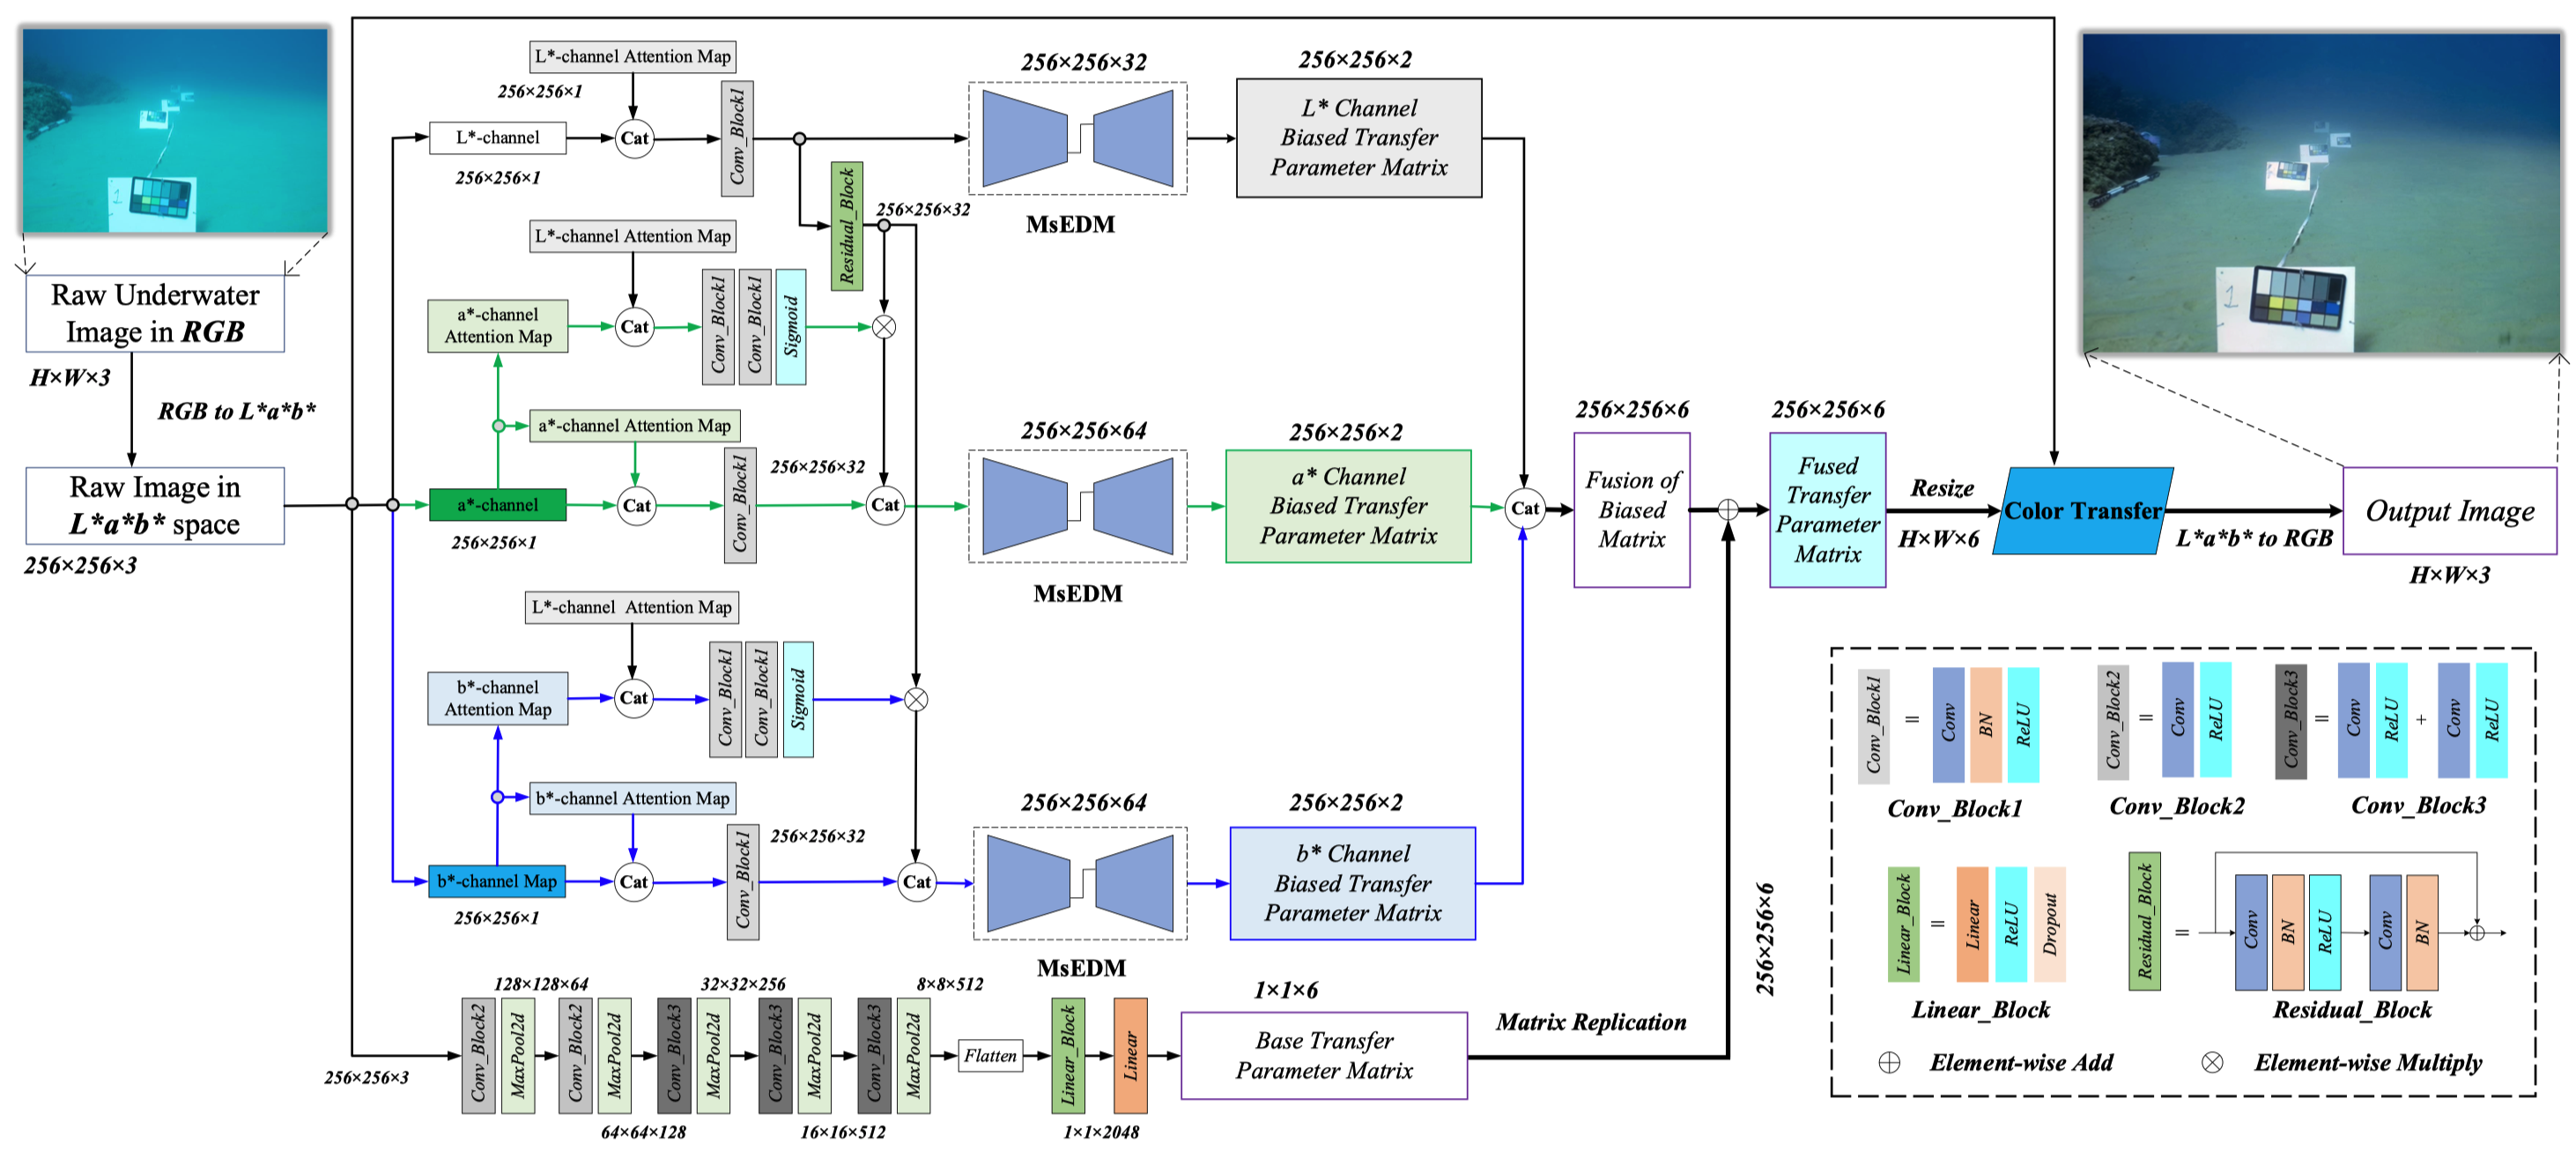 Raw Underwater
Image in RGB
H×W×3
RGB to L*a*b*
Raw Image in
L*a*b* space
256×256×3
L*-channel Attention Map
256×256×1
L*-channel
256×256×1
Cat
Conv_Block1
Residual_Block
256×256×32
256×256×32
MsEDM
256×256×2
L* Channel
Biased Transfer
Parameter Matrix
L*-channel Attention Map
a*-channel
Attention Map
Cat
Conv_Block1
Conv_Block1
Sigmoid
a*-channel Attention Map
a*-channel
256×256×1
Cat
Conv_Block1
256×256×32
Cat
256×256×64
MsEDM
256×256×2
a* Channel
Biased Transfer
Parameter Matrix
L*-channel Attention Map
b*-channel
Attention Map
Cat
Conv_Block1
Conv_Block1
Sigmoid
b*-channel Attention Map
b*-channel Map
256×256×1
Cat
Conv_Block1
256×256×32
Cat
256×256×64
MsEDM
256×256×2
b* Channel
Biased Transfer
Parameter Matrix
256×256×3
Conv_Block2
MaxPool2d
128×128×64
Conv_Block2
MaxPool2d
64×64×128
Conv_Block3
MaxPool2d
32×32×256
Conv_Block3
MaxPool2d
16×16×512
Conv_Block3
MaxPool2d
8×8×512
Flatten
Linear_Block
1×1×2048
Linear
1×1×6
Base Transfer
Parameter Matrix
Matrix Replication
256×256×6
Cat
256×256×6
Fusion of
Biased
Matrix
256×256×6
Fused
Transfer
Parameter
Matrix
Resize
H×W×6
Color Transfer
L*a*b* to RGB
Output Image
H×W×3
Conv_Block1
=
Conv
BN
ReLU
Conv_Block1
Conv_Block2
=
Conv
ReLU
Conv_Block2
Conv_Block3
=
Conv
ReLU
+
Conv
ReLU
Conv_Block3
Linear_Block
=
Linear
ReLU
Dropout
Linear_Block
Residual_Block
=
Conv
BN
ReLU
Conv
BN
Residual_Block
Element-wise Add
Element-wise Multiply
1
1